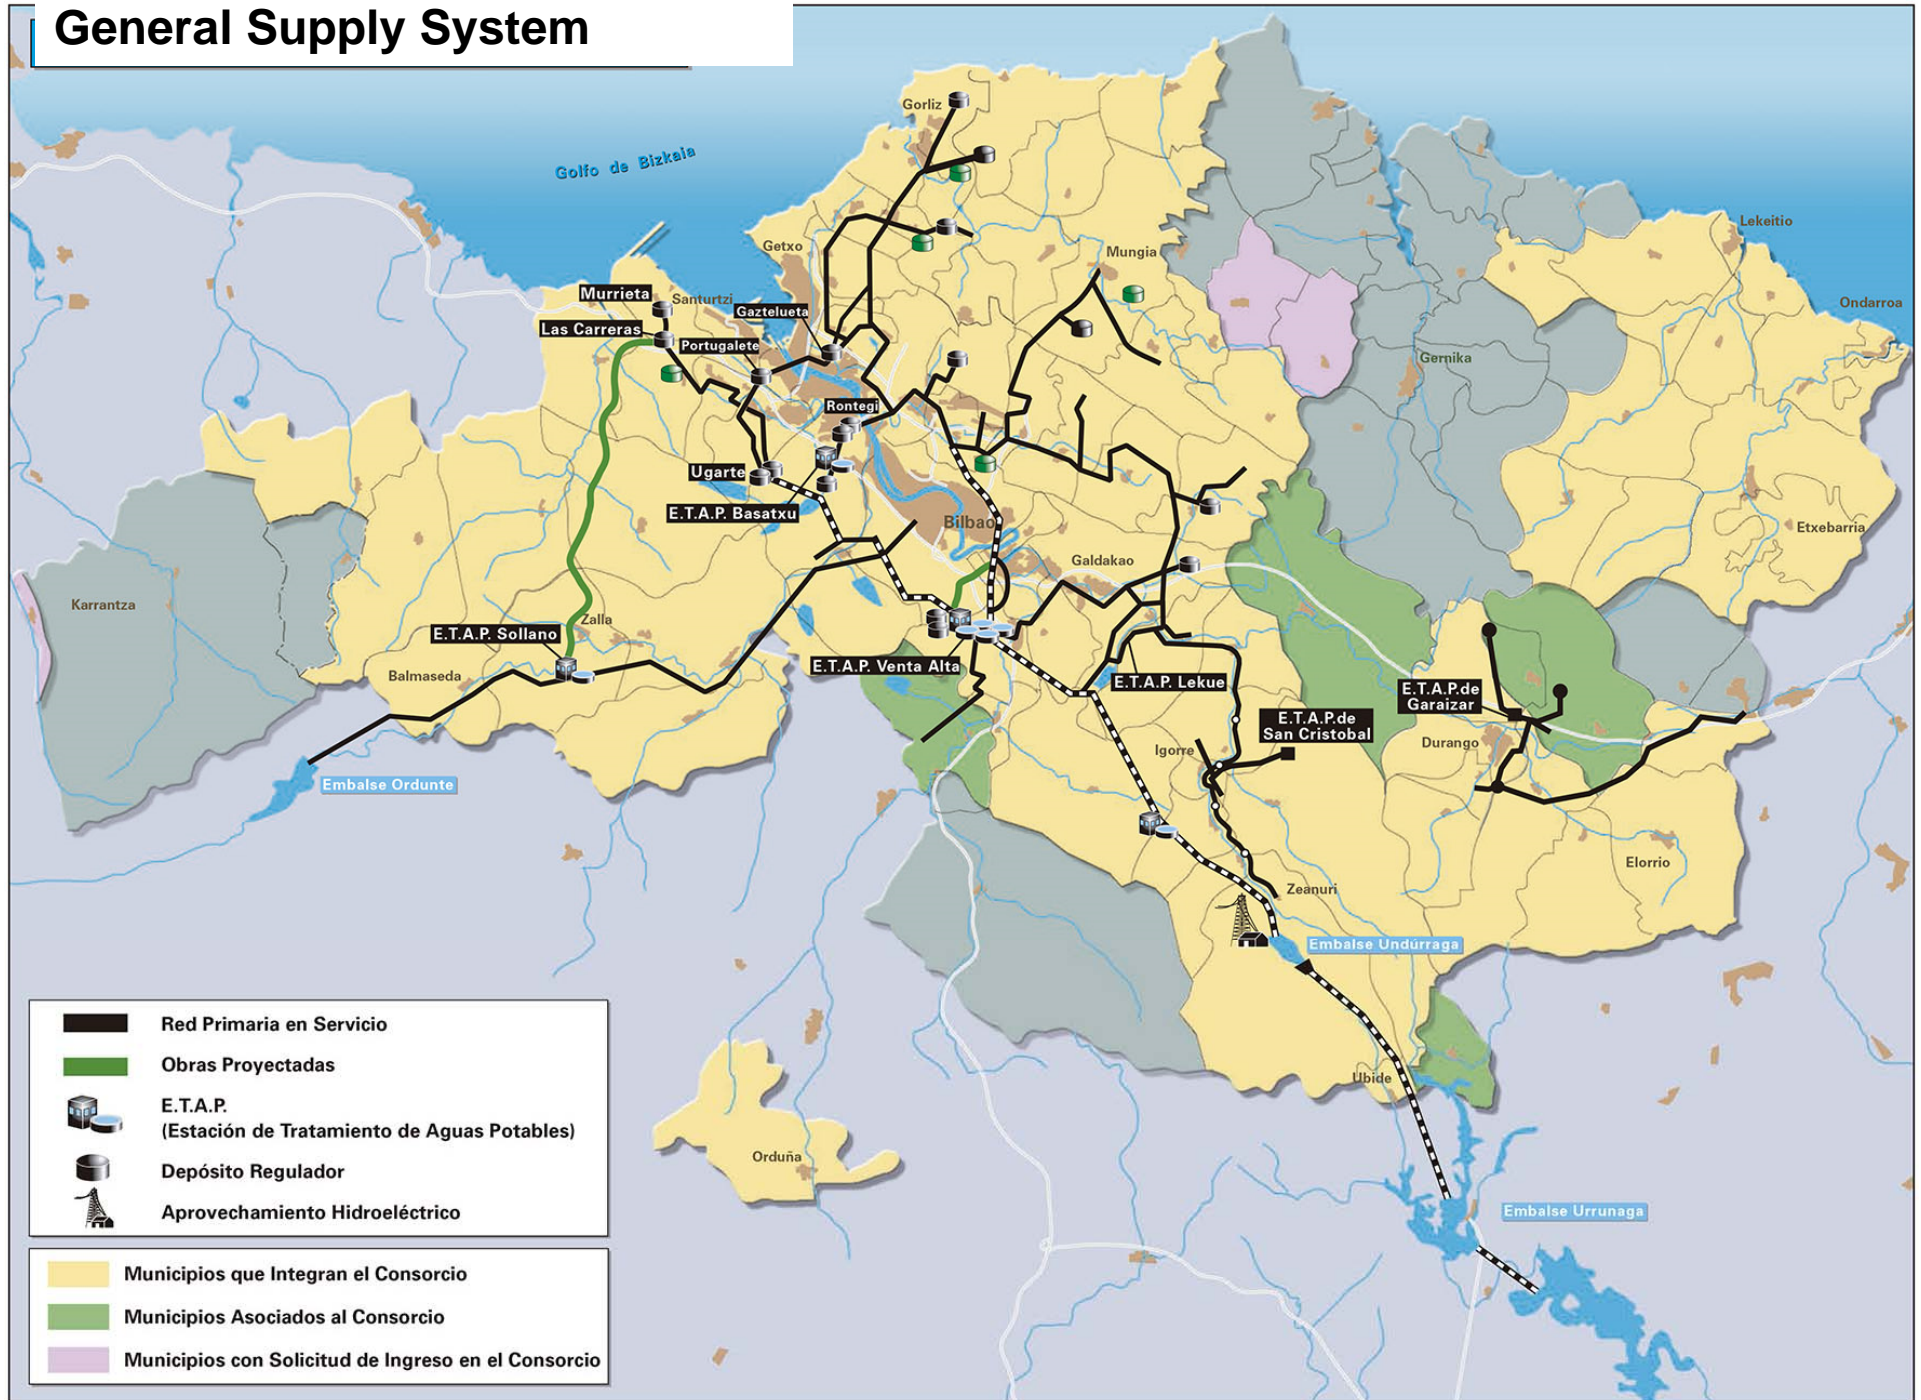 General Supply System
Golfo de Bizkaia
Gorliz
Getxo
Mungia
Lekeitio
Ondarroa
Murrieta
Santurtzi
Las Carreras
Gaztelueta
Portugalete
Gernika
Rontegi
Ugarte
E.T.A.P. Basatxu
Bilbao
Etxebarria
Galdakao
Karrantza
Zalla
E.T.A.P. Sollano
Balmaseda
E.T.A.P. Venta Alta
E.T.A.P. Lekue
E.T.A.P.de
Garaizar
E.T.A.P.de
San Cristobal
Igorre
Durango
Embalse Ordunte
Elorrio
Zeanuri
Embalse Undúrraga
Ubide
Orduña
Embalse Urrunaga
Red Primaria en Servicio
Obras Proyectadas
E.T.A.P.
(Estación de Tratamiento de Aguas Potables)
Depósito Regulador
Aprovechamiento Hidroeléctrico
Municipios que Integran el Consorcio
Municipios Asociados al Consorcio
Municipios con Solicitud de Ingreso en el Consorcio